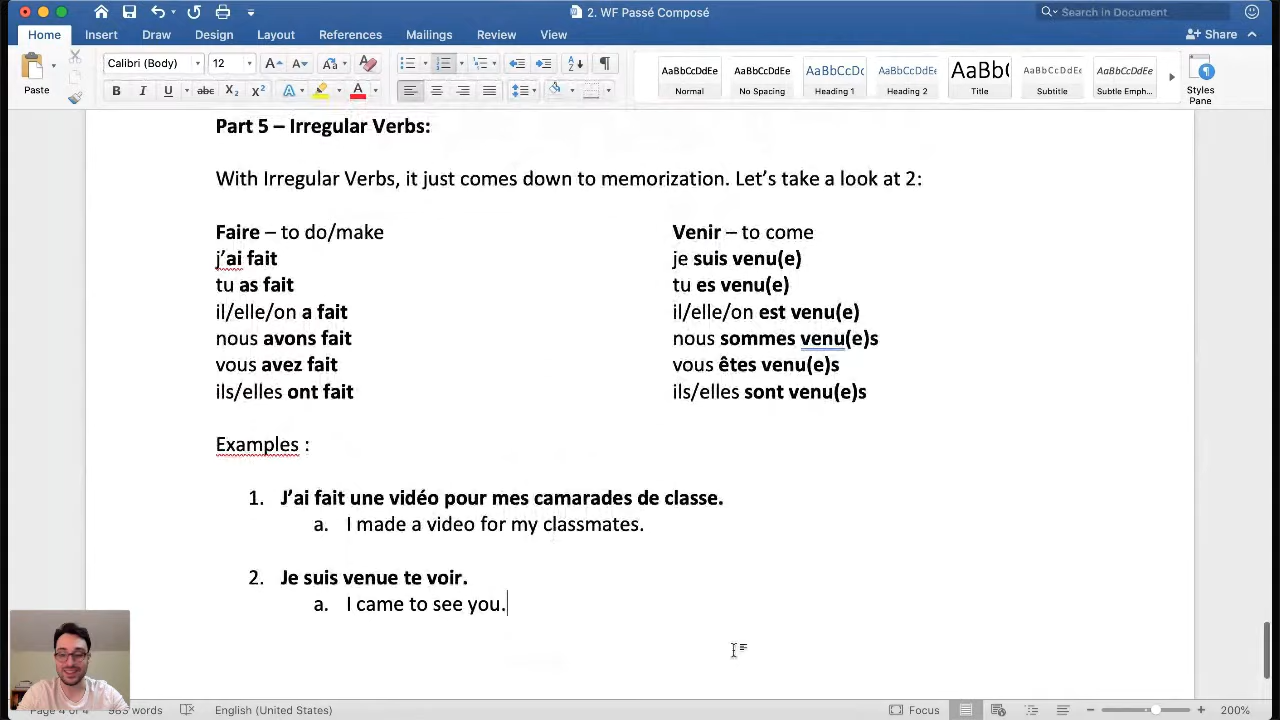 2. WF Passé Composé
Search in Document
Home Insert Draw Design Layout References Mailings Review View
Share
Paste
Calibri (Body) 12
AaBbCcDdEe AaBbCcDdEe AaBbCcDc AaBbCcDdEe AaBbCcDdEe AaBbCcDdEe
Normal No Spacing Heading 1 Heading 2 Title Subtitle Subtle Emph...
Styles
Pane
Part 5 – Irregular Verbs:
With Irregular Verbs, it just comes down to memorization. Let's take a look at 2:
Faire – to do/make
j'ai fait
tu as fait
il/elle/on a fait
nous avons fait
vous avez fait
ils/elles ont fait
Venir – to come
je suis venu(e)
tu es venu(e)
il/elle/on est venu(e)
nous sommes venu(e)s
vous êtes venu(e)s
ils/elles sont venu(e)s
Examples :
1. J'ai fait une vidéo pour mes camarades de classe.
a. I made a video for my classmates.
2. Je suis venue te voir.
a. I came to see you.
Page 4 of 4 words English (United States) Focus 200%